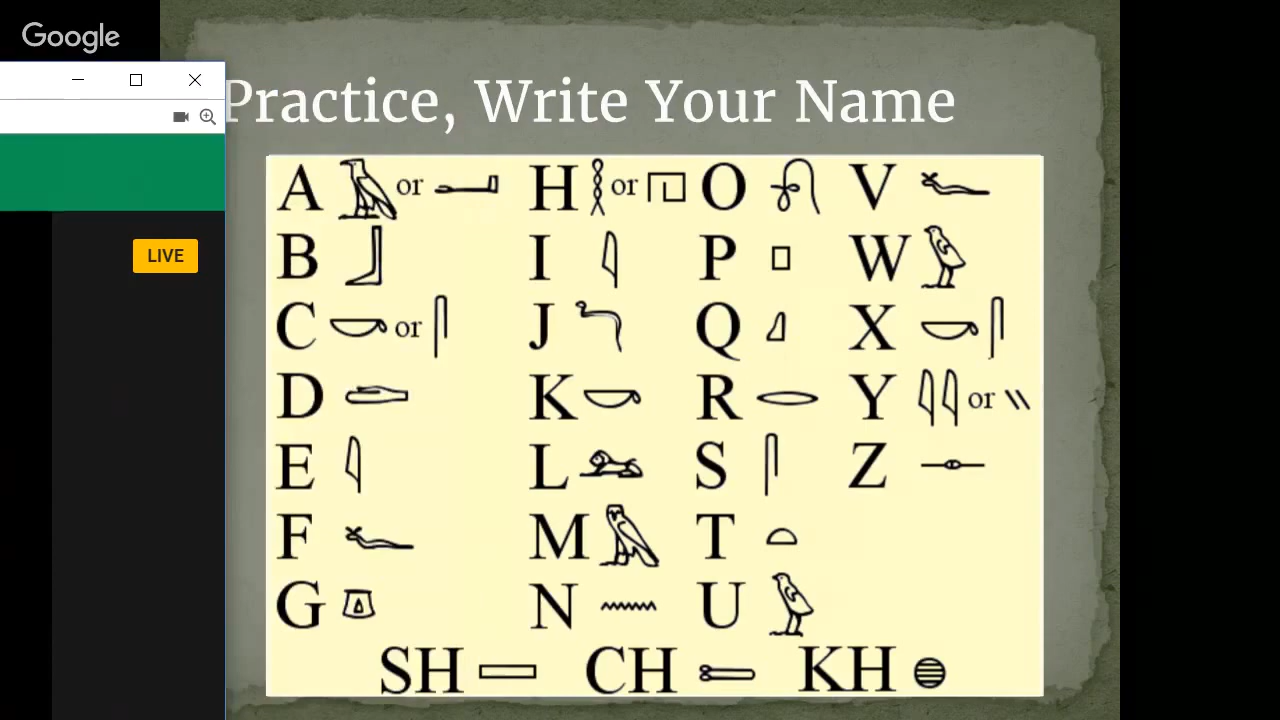 Google
Practice, Write Your Name
LIVE
A or H or O V
B I P W
C or J Q X
D K R Y or
E L S Z
F M T
G N U
SH CH KH